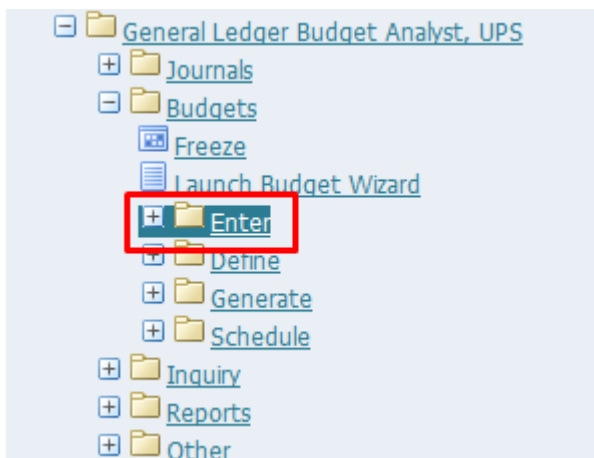 General Ledger Budget Analyst, UPS
Journals
Budgets
Freeze
Launch Budget Wizard
Enter
Define
Generate
Schedule
Inquiry
Reports
Other